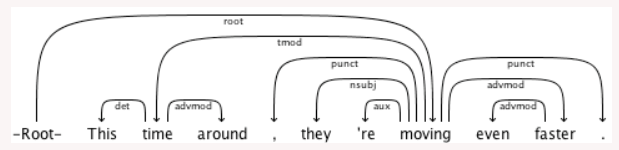 root
tmod
punct punct
nsubj advmod
det advmod aux advmod
-Root- This time around , they 're moving even faster .